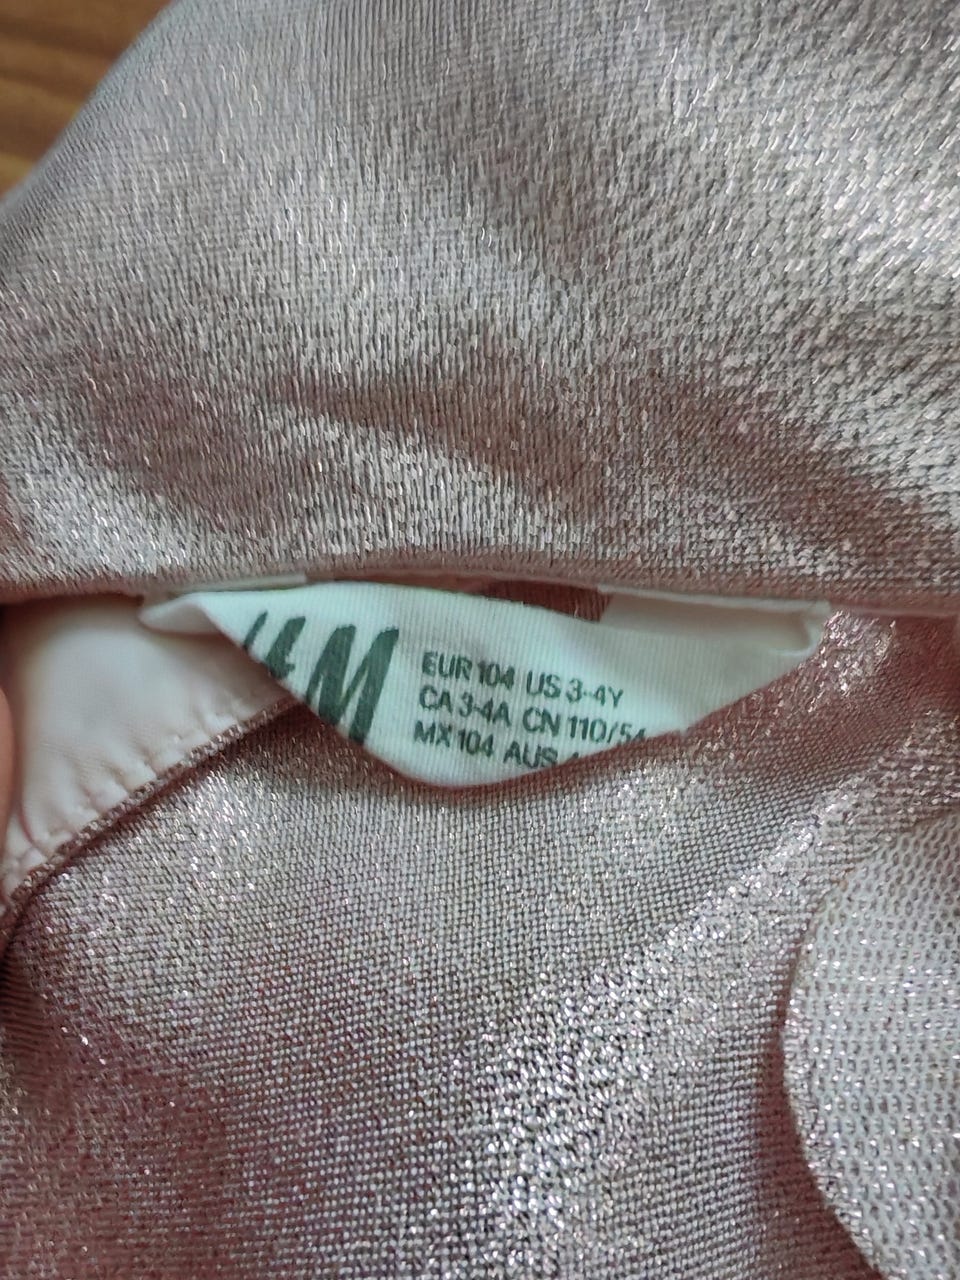 H&M
EUR 104 US 3-4Y
CA 3-4A CN 110/54
MX 104 AUS